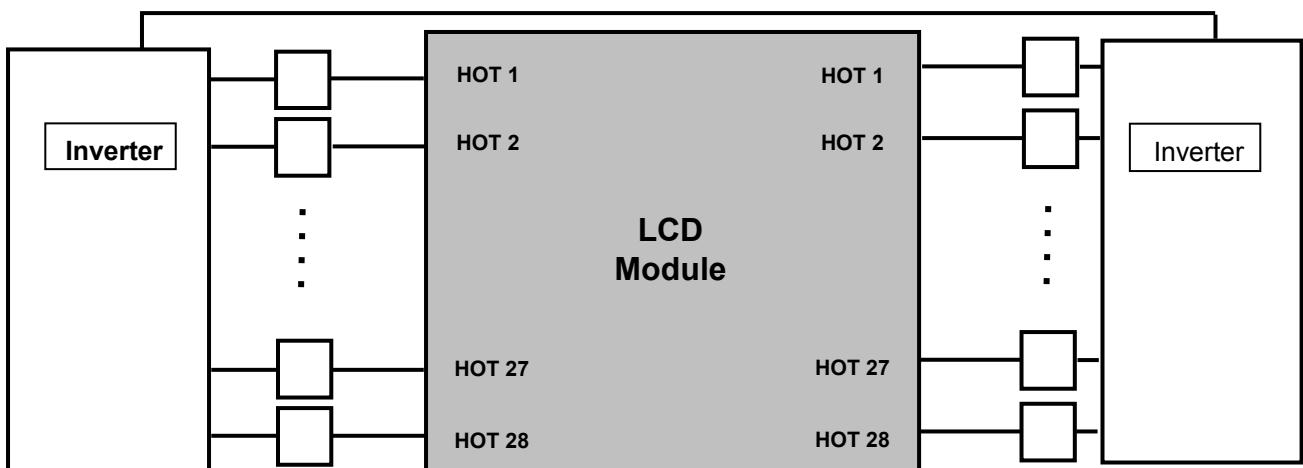 HOT 1 HOT 1
HOT 2 HOT 2
Inverter Inverter
LCD
Module
HOT 27 HOT 27
HOT 28 HOT 28